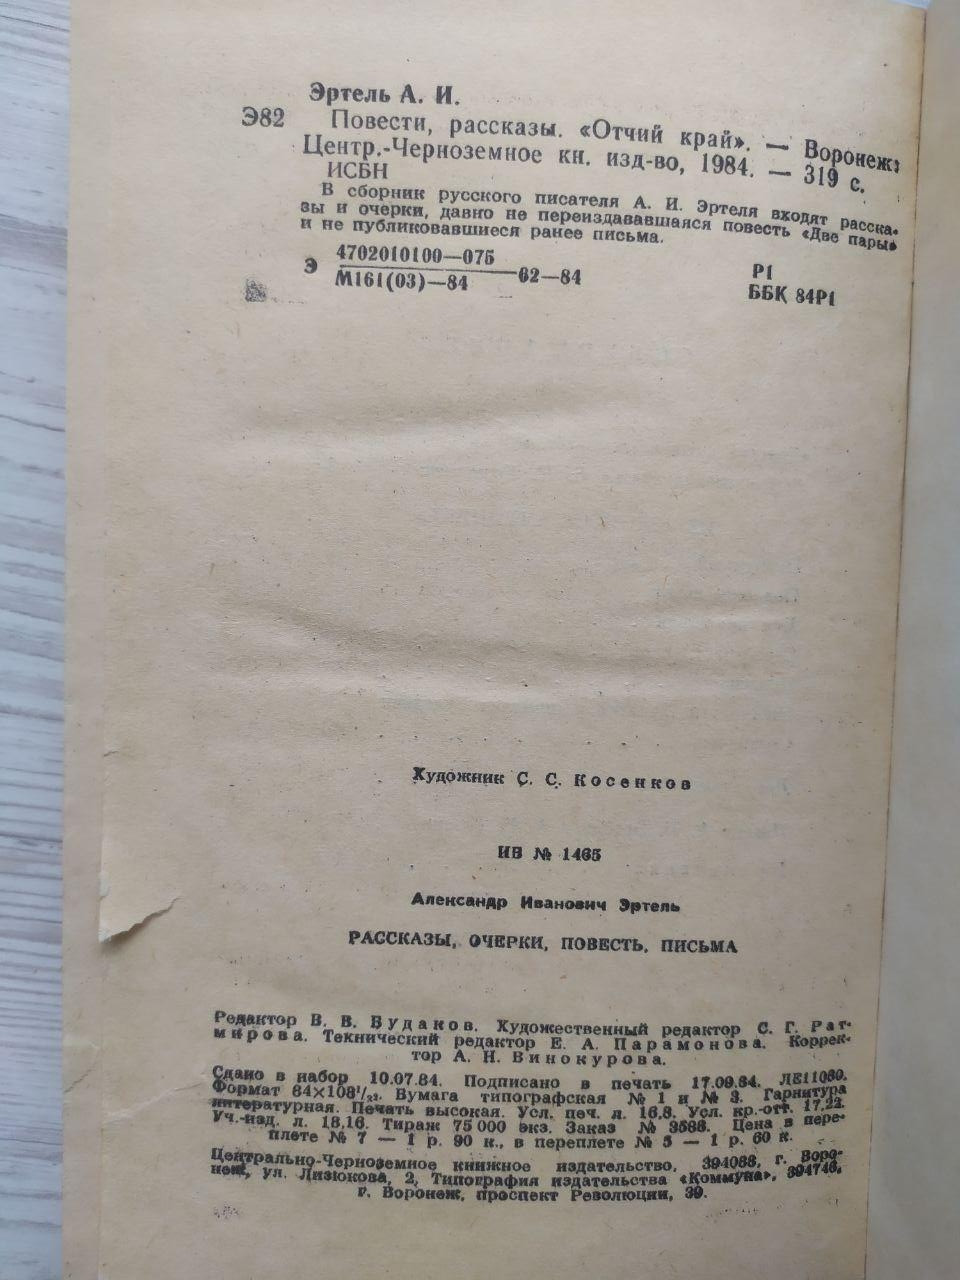 Эртель А. И.
Э82 Повести, рассказы. «Отчий край». — Воронеж:
Центр.-Черноземное кн. изд-во, 1984. — 319 с.
ИСБН
В сборник русского писателя А. И. Эртеля входят расска-
зы и очерки, давно не переиздававшаяся повесть «Две пары»
и не публиковавшиеся ранее письма.
4702010100—075
Э 62—84 Р1
М161(03)—84 ББК 84Р1
Художник С. С. Косенков
ИБ № 1465
Александр Иванович Эртель
РАССКАЗЫ, ОЧЕРКИ, ПОВЕСТЬ, ПИСЬМА
Редактор В. В. Будаков. Художественный редактор С. Г. Рат-
мирова. Технический редактор Е. А. Парамонова. Коррек-
тор А. Н. Винокурова.
Сдано в набор 10.07.84. Подписано в печать 17.09.84. ЛЕ11060.
Формат 84×108¹/₃₂. Бумага типографская № 1 и № 3. Гарнитура
литературная. Печать высокая. Усл. печ. л. 16,8. Усл. кр.-отт. 17,22.
Уч.-изд. л. 18,16. Тираж 75 000 экз. Заказ № 3588. Цена в пере-
плете № 7 — 1 р. 90 к., в переплете № 5 — 1 р. 60 к.
Центрально-Черноземное книжное издательство, 394088, г. Воро-
неж, ул. Лизюкова, 2, Типография издательства «Коммуна», 394746,
г. Воронеж, проспект Революции, 39.